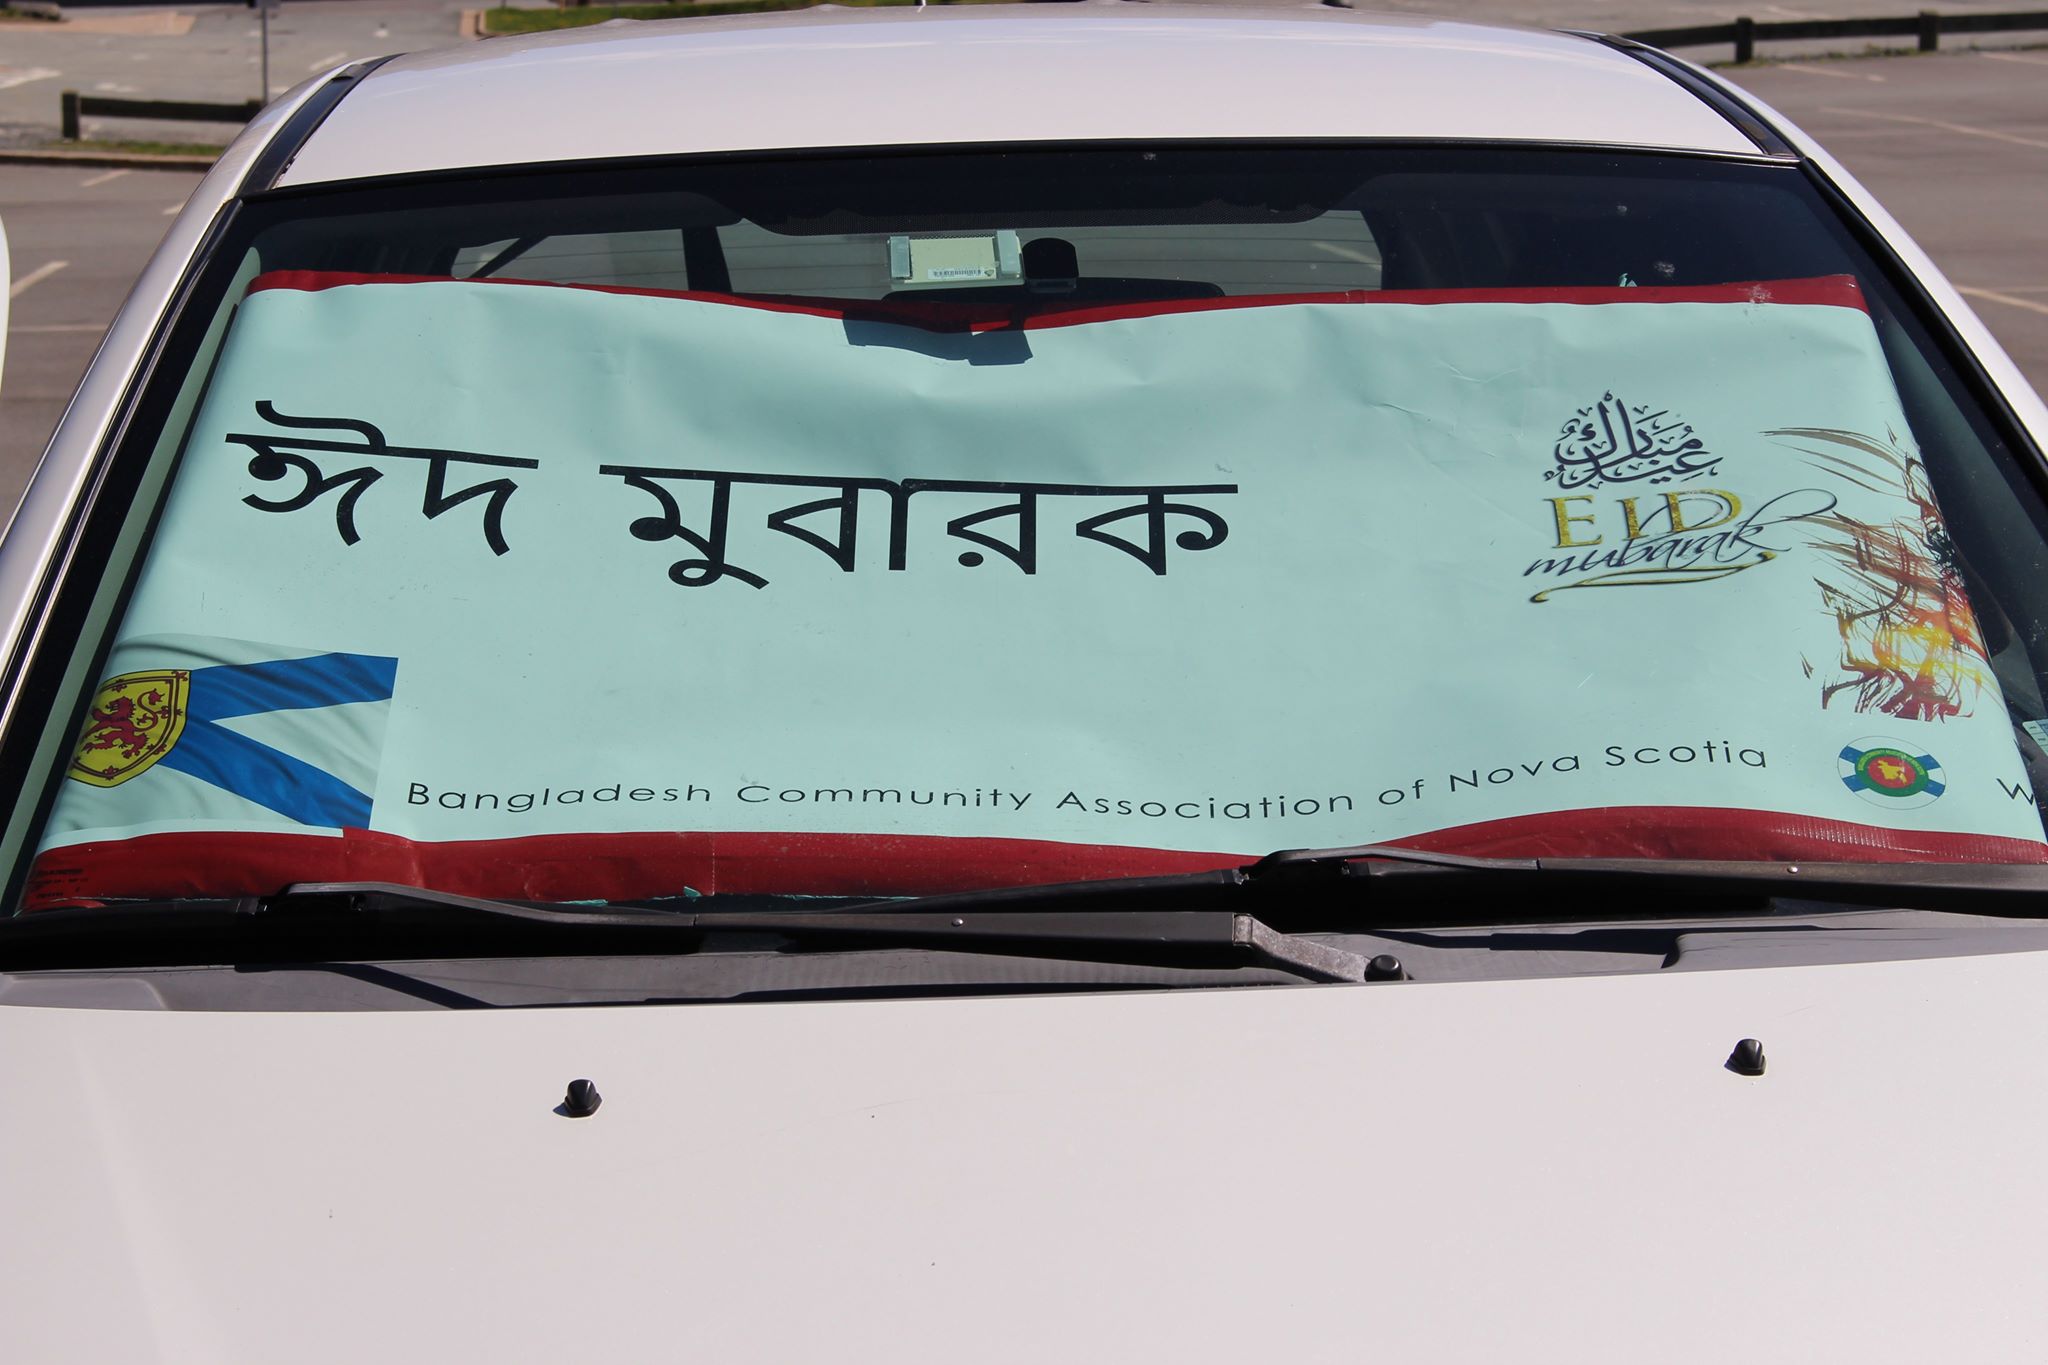 ঈদ মুবারক
عيد مبارك
EID
mubarak
Bangladesh Community Association of Nova Scotia